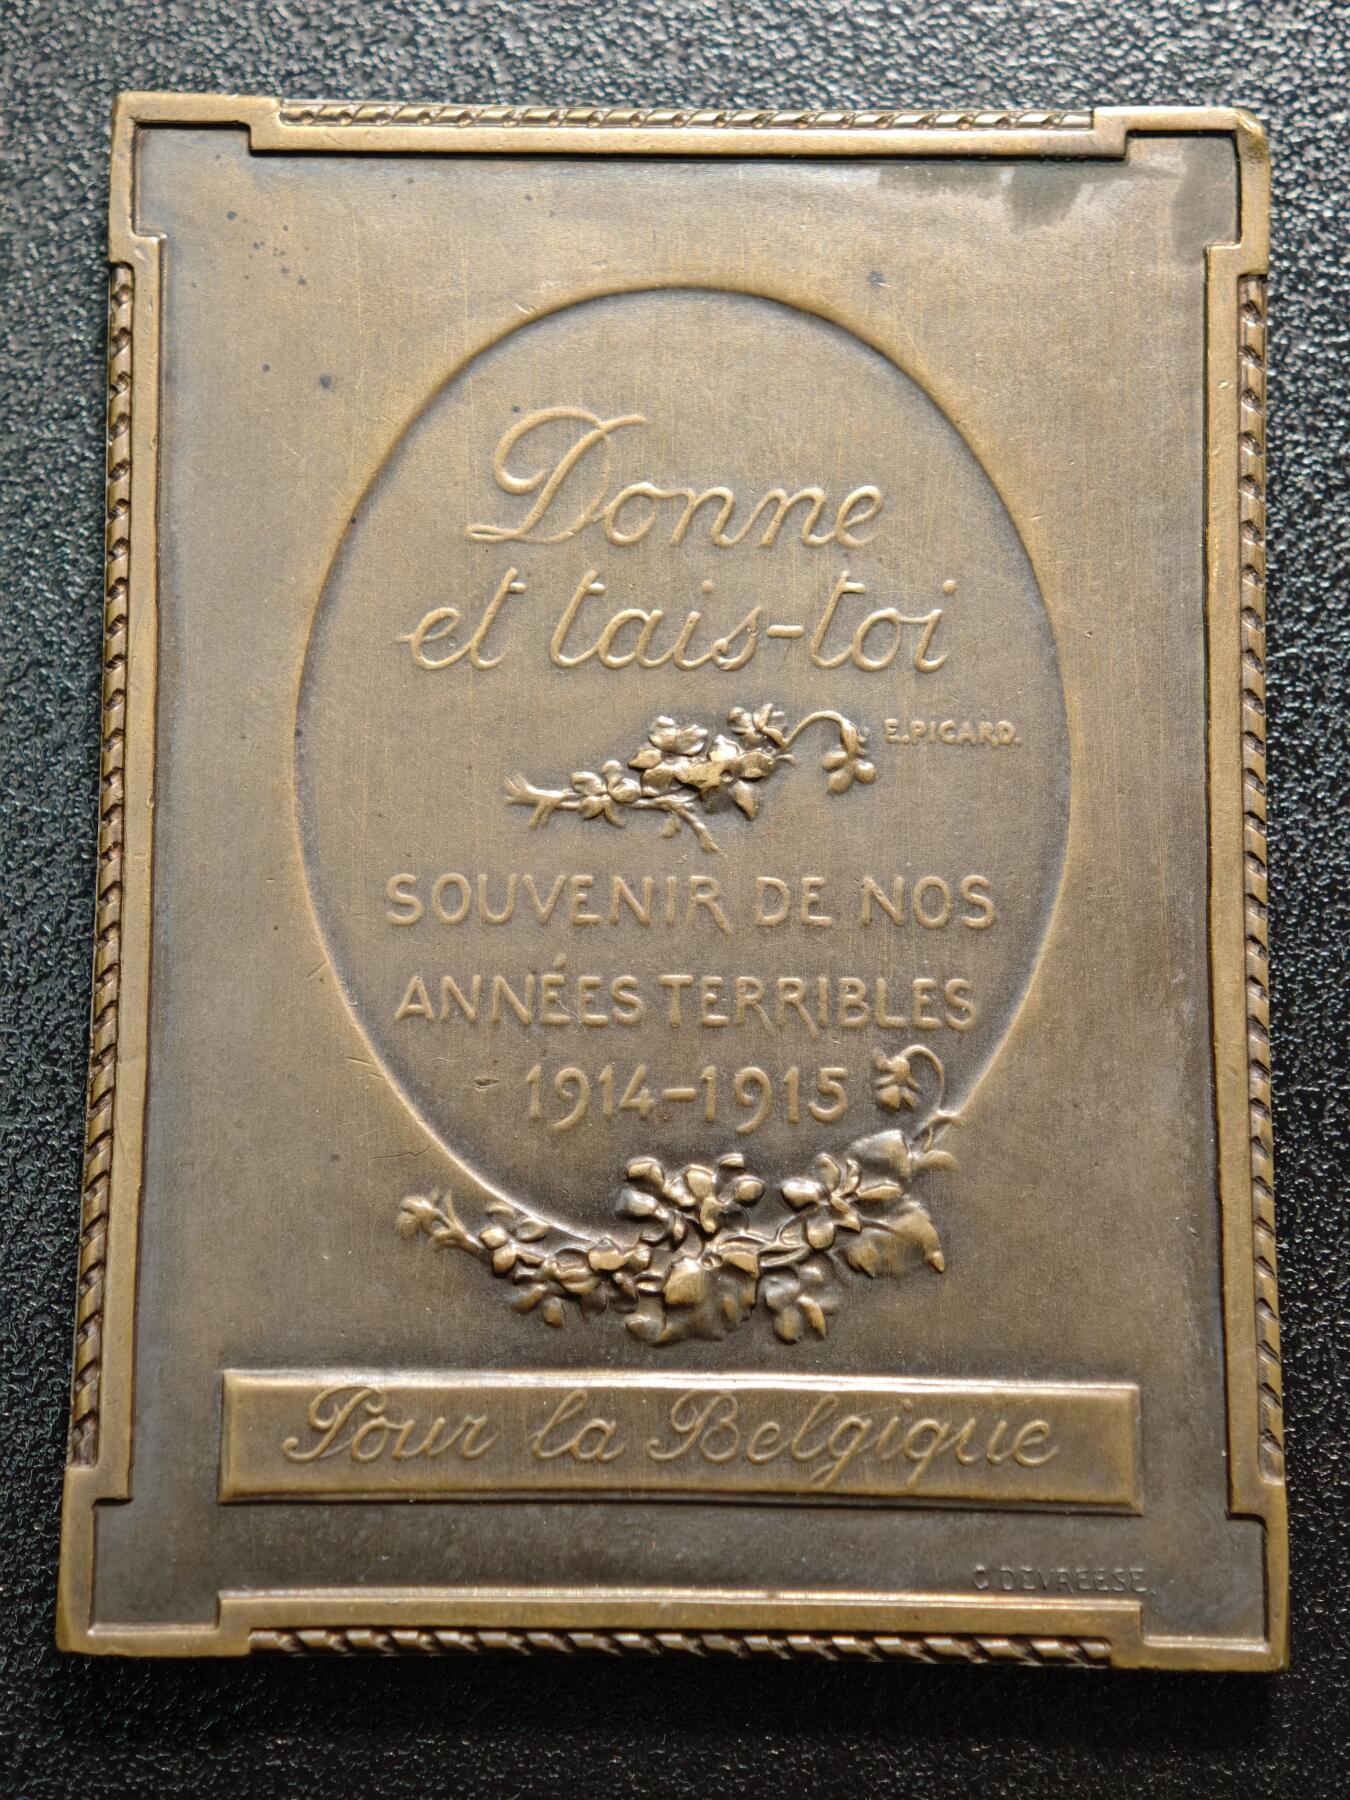 Donne
et tais-toi
E. PICARD.
SOUVENIR DE NOS
ANNÉES TERRIBLES
1914-1915
Pour la Belgique
G DEVREESE